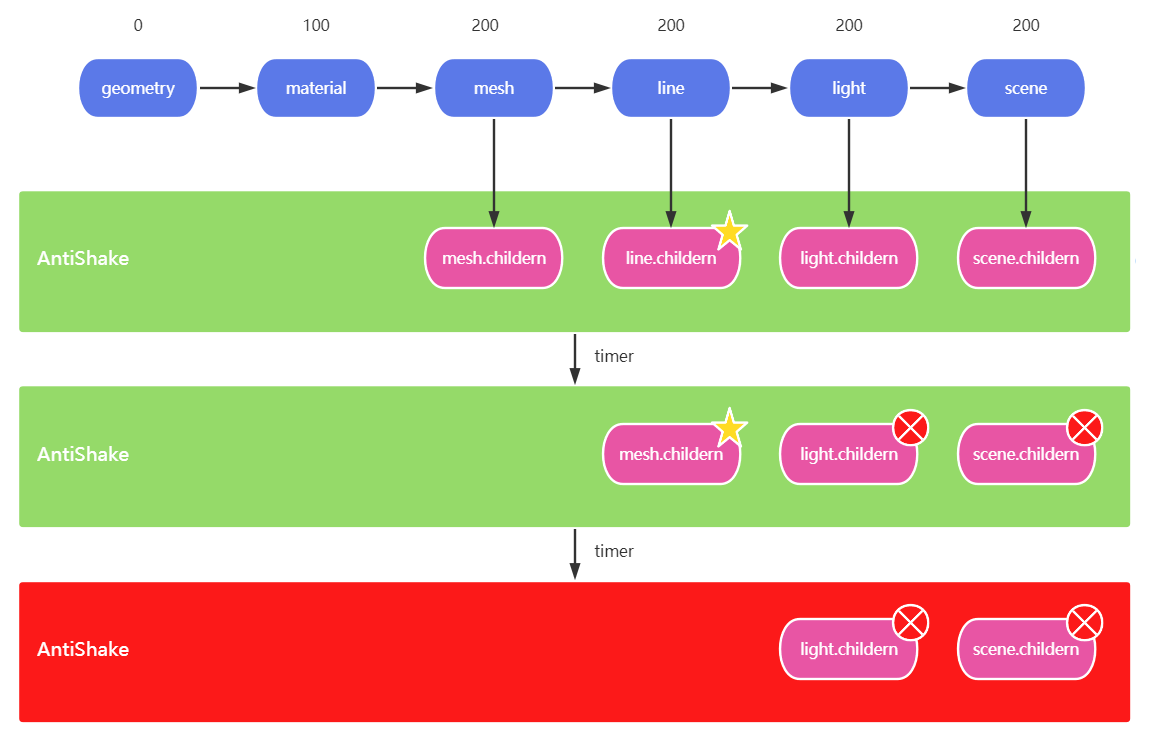 0 100 200 200 200 200
geometry material mesh line light scene
AntiShake mesh.childern line.childern light.childern scene.childern
timer
AntiShake mesh.childern light.childern scene.childern
timer
AntiShake light.childern scene.childern